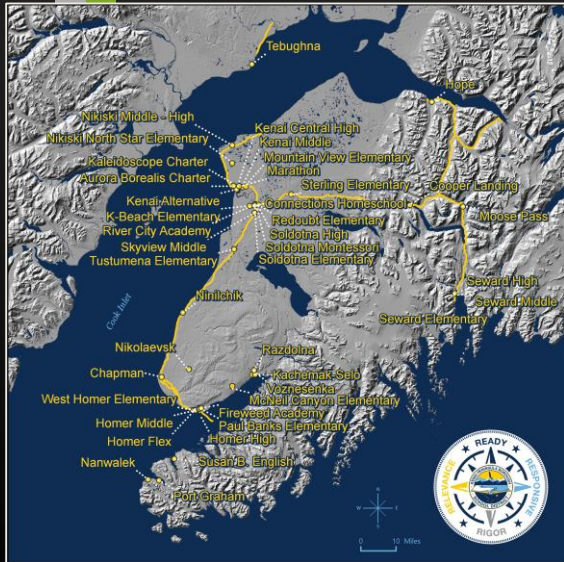 Tebughna
Hope
Nikiski Middle - High
Nikiski North Star Elementary
Kaleidoscope Charter
Aurora Borealis Charter
Kenai Alternative
K-Beach Elementary
River City Academy
Skyview Middle
Tustumena Elementary
Kenai Central High
Kenai Middle
Mountain View Elementary
Marathon
Sterling Elementary
Cooper Landing
Connections Homeschool
Redoubt Elementary
Soldotna High
Soldotna Montessori
Soldotna Elementary
Moose Pass
Seward High
Seward Middle
Seward Elementary
Ninilchik
Cook Inlet
Nikolaevsk
Chapman
West Homer Elementary
Homer Middle
Homer Flex
Razdolna
Kachemak-Selo
Voznesenka
McNeil Canyon Elementary
Fireweed Academy
Paul Banks Elementary
Homer High
Nanwalek
Susan B. English
Port Graham
READY
RELEVANCE
RESPONSIVE
RIGOR
N
W
E
S
0 10 Miles